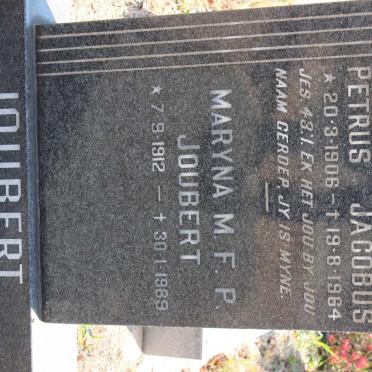 JOUBERT
PETRUS JACOBUS
★ 20·3·1906 – † 19·8·1964
JES. 43:1. EK HET JOU BY JOU
NAAM GEROEP, JY IS MYNE.
MARYNA M. F. P.
JOUBERT
★ 7·9·1912 – † 30·1·1969